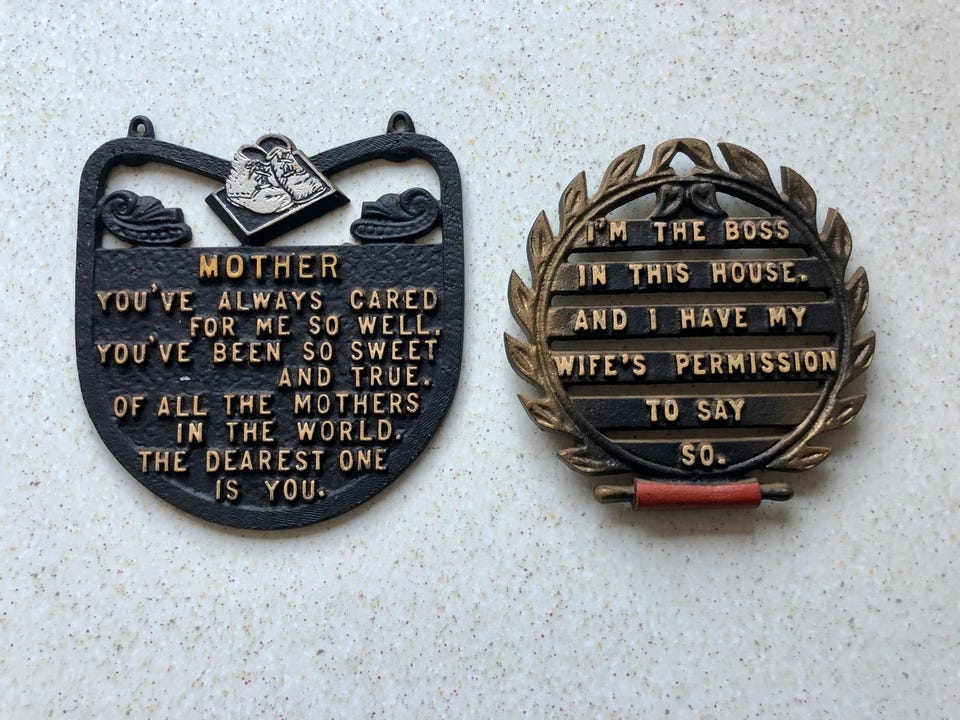 MOTHER
YOU'VE ALWAYS CARED
FOR ME SO WELL.
YOU'VE BEEN SO SWEET
AND TRUE.
OF ALL THE MOTHERS
IN THE WORLD.
THE DEAREST ONE
IS YOU.
I'M THE BOSS
IN THIS HOUSE.
AND I HAVE MY
WIFE'S PERMISSION
TO SAY
SO.